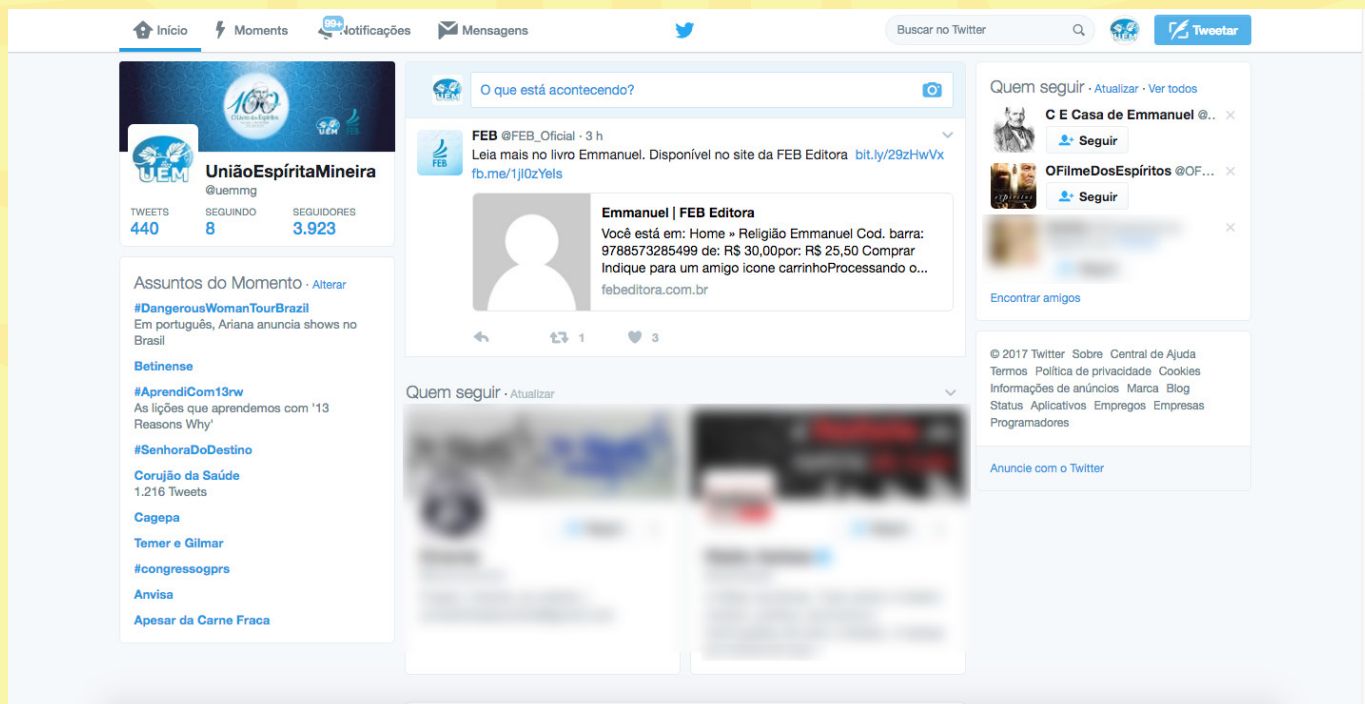 Início
Moments
99+
Notificações
Mensagens
Buscar no Twitter
Tweetar
100
UEM
FEB
UEM
UniãoEspíritaMineira
@uemmg
TWEETS SEGUINDO SEGUIDORES
440 8 3.923
Assuntos do Momento · Alterar
#DangerousWomanTourBrazil
Em português, Ariana anuncia shows no
Brasil
Betinense
#AprendiCom13rw
As lições que aprendemos com '13
Reasons Why'
#SenhoraDoDestino
Corujão da Saúde
1.216 Tweets
Cagepa
Temer e Gilmar
#congressogprs
Anvisa
Apesar da Carne Fraca
UEM
O que está acontecendo?
FEB
FEB @FEB_Oficial · 3 h
Leia mais no livro Emmanuel. Disponível no site da FEB Editora bit.ly/29zHwVx
fb.me/1jI0zYeIs
Emmanuel | FEB Editora
Você está em: Home » Religião Emmanuel Cod. barra:
9788573285499 de: R$ 30,00por: R$ 25,50 Comprar
Indique para um amigo icone carrinhoProcessando o...
febeditora.com.br
1
3
Quem seguir · Atualizar
Quem seguir · Atualizar · Ver todos
C E Casa de Emmanuel @..
Seguir
OFilmeDosEspíritos @OF...
Seguir
Encontrar amigos
© 2017 Twitter Sobre Central de Ajuda
Termos Política de privacidade Cookies
Informações de anúncios Marca Blog
Status Aplicativos Empregos Empresas
Programadores
Anuncie com o Twitter